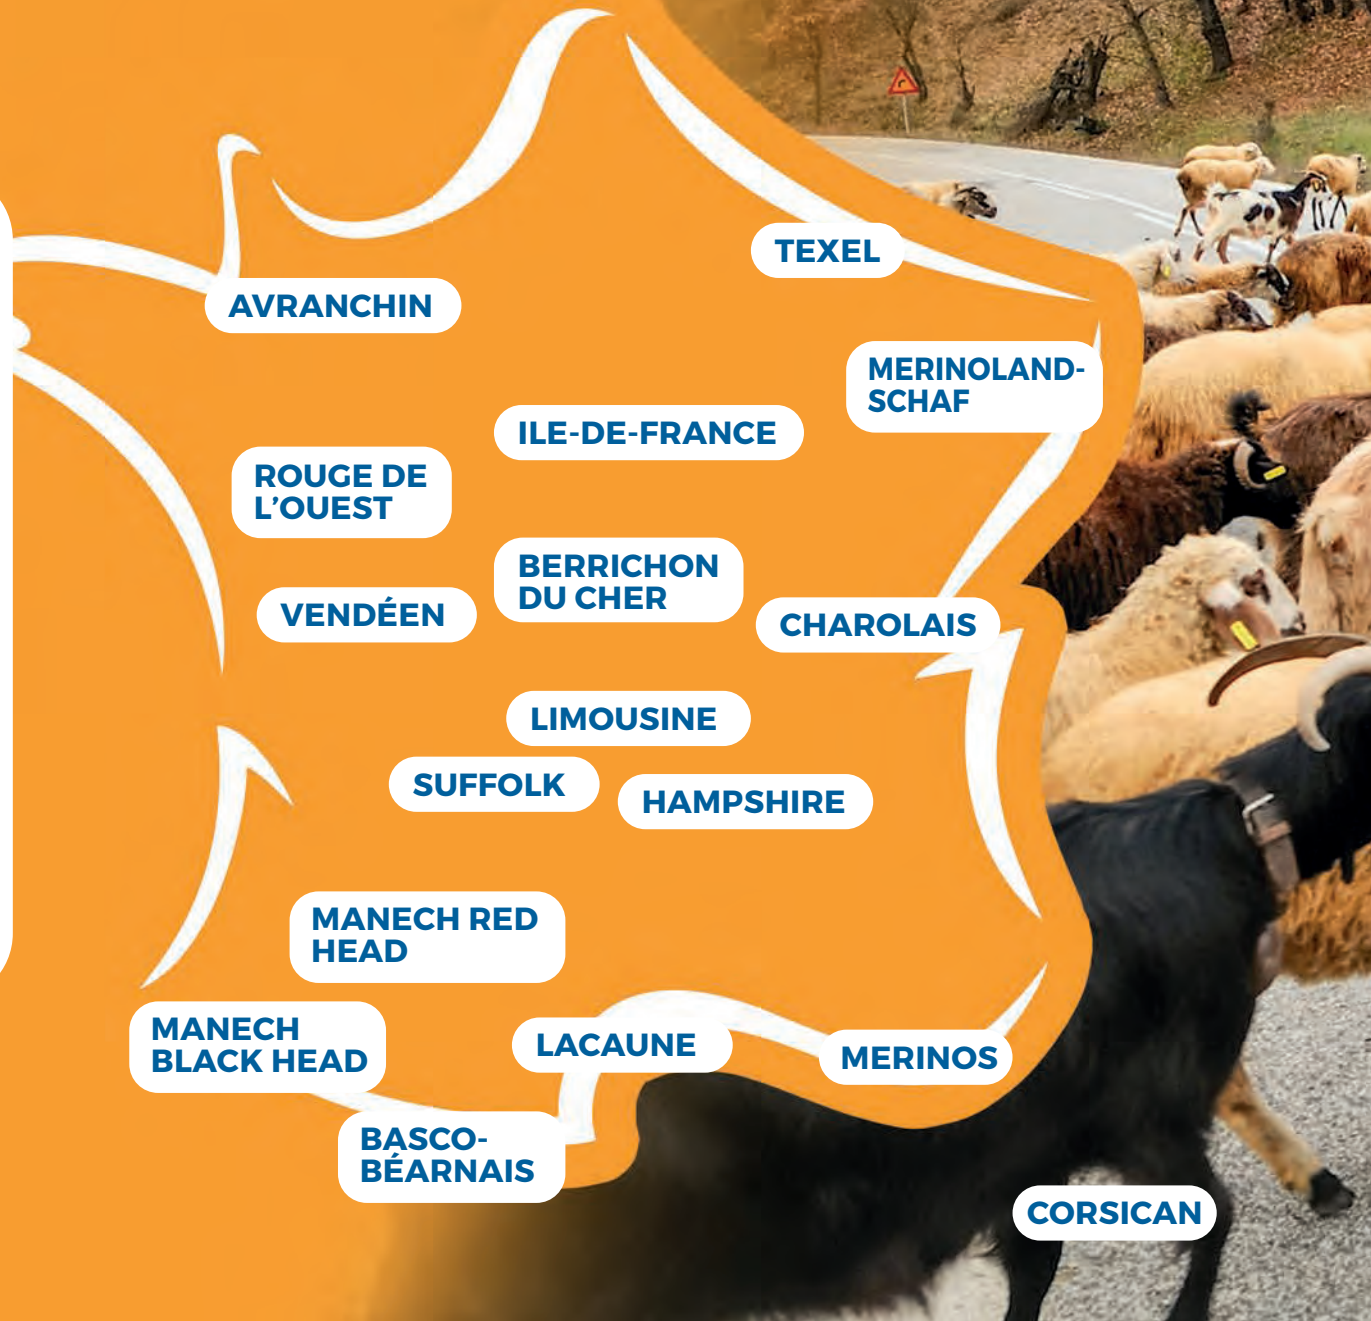 TEXEL
AVRANCHIN
MERINOLAND-
SCHAF
ILE-DE-FRANCE
ROUGE DE
L’OUEST
BERRICHON
DU CHER
VENDÉEN
CHAROLAIS
LIMOUSINE
SUFFOLK
HAMPSHIRE
MANECH RED
HEAD
MANECH
BLACK HEAD
LACAUNE
MERINOS
BASCO-
BÉARNAIS
CORSICAN